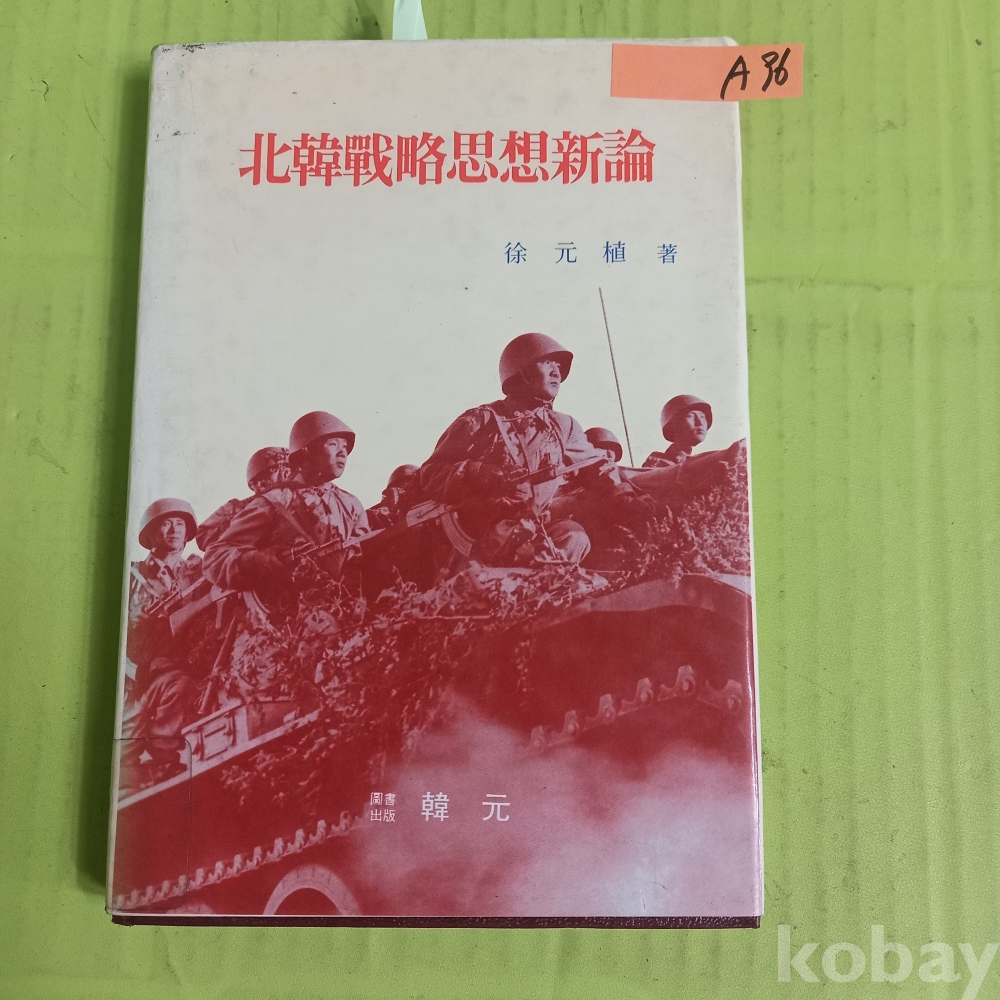 A96
北韓戰略思想新論
徐元植 著
圖書出版 韓元
kobay